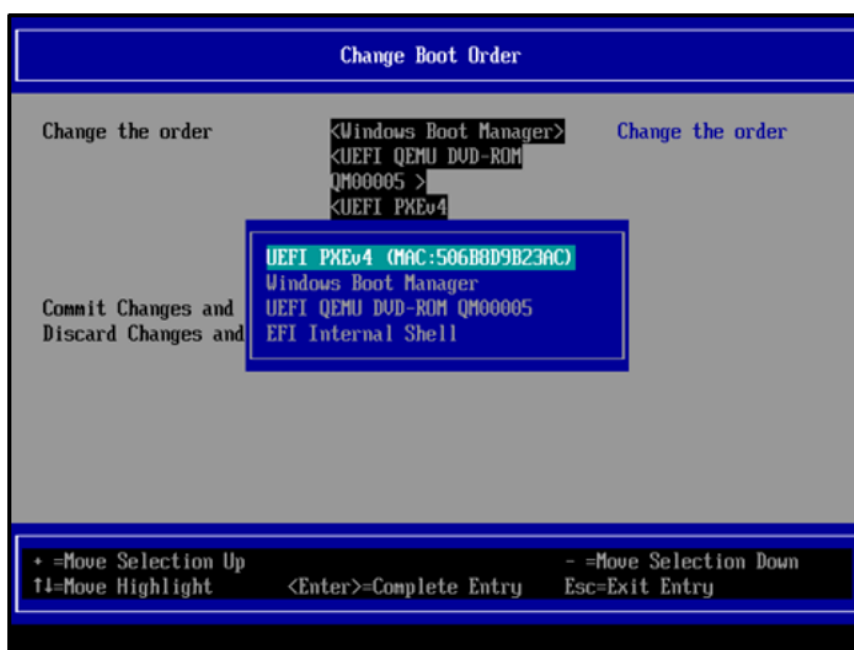 Change Boot Order
Change the order
<Windows Boot Manager>
<UEFI QEMU DVD-ROM
QM00005 >
<UEFI PXEv4
Change the order
UEFI PXEv4 (MAC:506B8D9B23AC)
Windows Boot Manager
UEFI QEMU DVD-ROM QM00005
EFI Internal Shell
Commit Changes and
Discard Changes and
+ =Move Selection Up
- =Move Selection Down
↑↓=Move Highlight
<Enter>=Complete Entry
Esc=Exit Entry